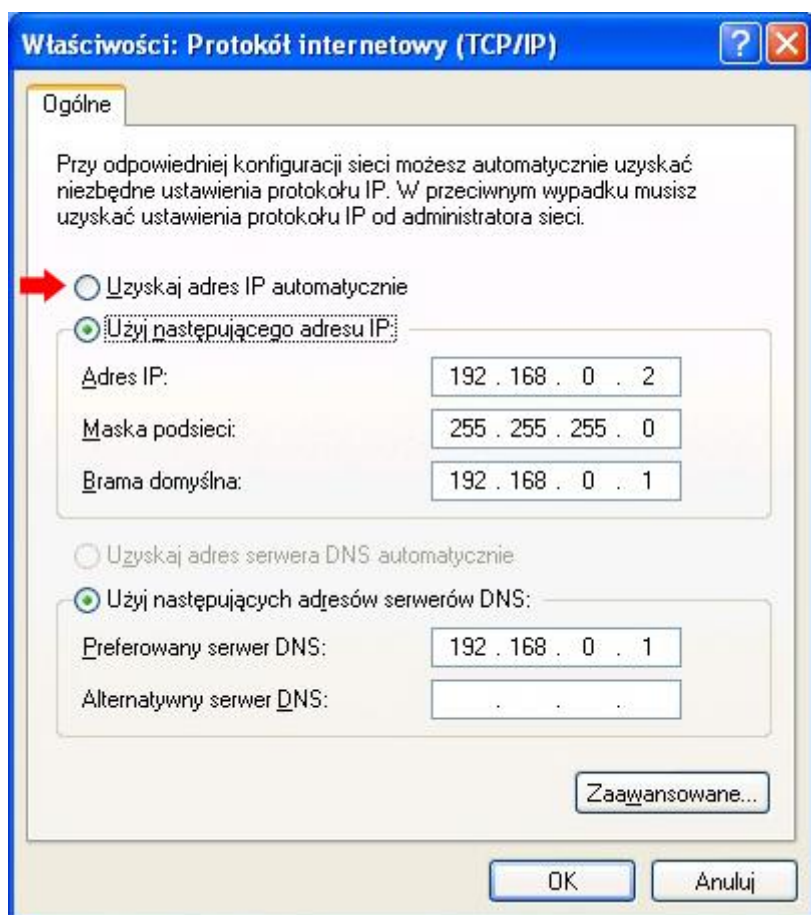 Właściwości: Protokół internetowy (TCP/IP)
Ogólne
Przy odpowiedniej konfiguracji sieci możesz automatycznie uzyskać
niezbędne ustawienia protokołu IP. W przeciwnym wypadku musisz
uzyskać ustawienia protokołu IP od administratora sieci.
Uzyskaj adres IP automatycznie
Użyj następującego adresu IP:
Adres IP: 192 . 168 . 0 . 2
Maska podsieci: 255 . 255 . 255 . 0
Brama domyślna: 192 . 168 . 0 . 1
Uzyskaj adres serwera DNS automatycznie
Użyj następujących adresów serwerów DNS:
Preferowany serwer DNS: 192 . 168 . 0 . 1
Alternatywny serwer DNS: . . .
Zaawansowane...
OK Anuluj